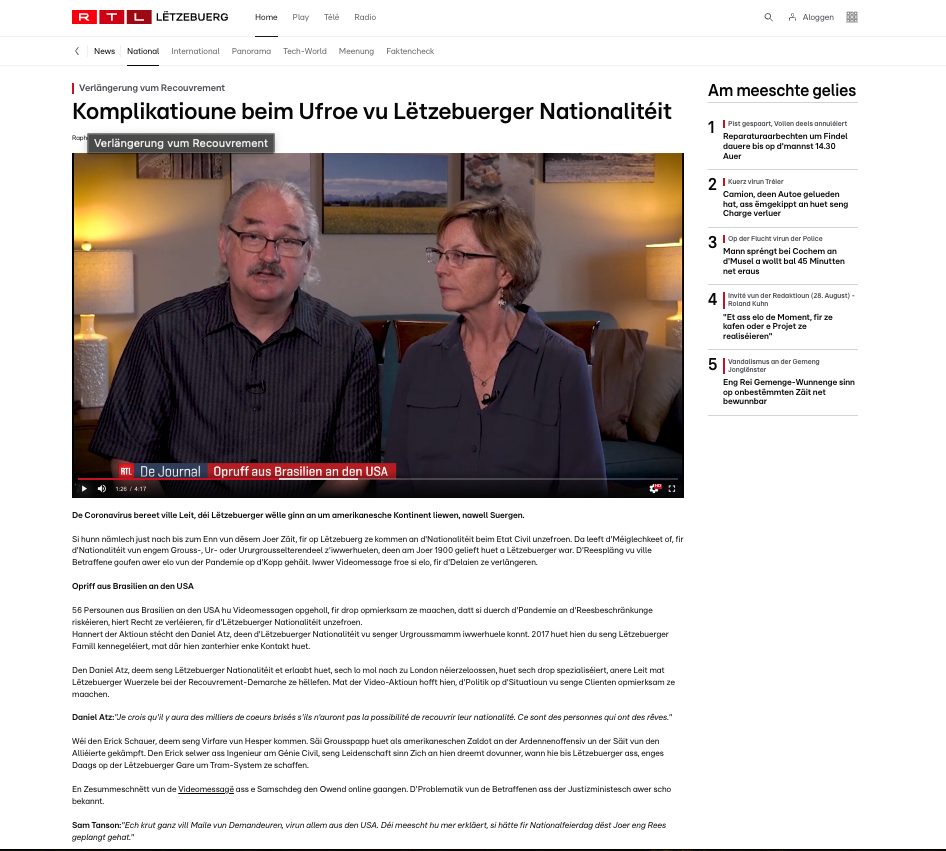 RTL LËTZEBUERG Home Play Télé Radio Aloggen
News National International Panorama Tech-World Meenung Faktencheck
Verlängerung vum Recouvrement
Komplikatioune beim Ufroe vu Lëtzebuerger Nationalitéit
Verlängerung vum Recouvrement
RTL De Journal Opruff aus Brasilien an den USA
1:26 / 4:17
HD
De Coronavirus bereet ville Leit, déi Lëtzebuerger wëlle ginn an um amerikanesche Kontinent liewen, nawell Suergen.
Si hunn nämlech just nach bis zum Enn vun dësem Joer Zäit, fir op Lëtzebuerg ze kommen an d'Nationalitéit beim Etat Civil unzefroen. Da leeft d'Méiglechkeet of, fir
d'Nationalitéit vun engem Grouss-, Ur- oder Ururgrousselterendeel z'iwwerhuelen, deen am Joer 1900 gelieft huet a Lëtzebuerger war. D'Reespläng vu ville
Betraffene goufen awer elo vun der Pandemie op d'Kopp gehäit. Iwwer Videomessage froe si elo, fir d'Delaien ze verlängeren.
Opriff aus Brasilien an den USA
56 Persounen aus Brasilien an den USA hu Videomessagen opgeholl, fir drop opmierksam ze maachen, datt si duerch d'Pandemie an d'Reesbeschränkunge
riskéieren, hiert Recht ze verléieren, fir d'Lëtzebuerger Nationalitéit unzefroen.
Hannert der Aktioun stécht den Daniel Atz, deen d'Lëtzebuerger Nationalitéit vu senger Urgroussmamm iwwerhuele konnt. 2017 huet hien du seng Lëtzebuerger
Famill kennegeléiert, mat där hien zanterhier enke Kontakt huet.
Den Daniel Atz, deem seng Lëtzebuerger Nationalitéit et erlaabt huet, sech lo mol nach zu London néierzeloossen, huet sech drop spezialiséiert, anere Leit mat
Lëtzebuerger Wuerzele bei der Recouvrement-Demarche ze hëllefen. Mat der Video-Aktioun hofft hien, d'Politik op d'Situatioun vu senge Clienten opmierksam ze
maachen.
Daniel Atz:"Je crois qu'il y aura des milliers de coeurs brisés s'ils n'auront pas la possibilité de recouvrir leur nationalité. Ce sont des personnes qui ont des rêves."
Wéi den Erick Schauer, deem seng Virfare vun Hesper kommen. Säi Grousspapp huet als amerikaneschen Zaldot an der Ardennenoffensiv un der Säit vun den
Alliéierte gekämpft. Den Erick selwer ass Ingenieur am Génie Civil, seng Leidenschaft sinn Zich an hien dreemt dovunner, wann hie bis Lëtzebuerger ass, enges
Daags op der Lëtzebuerger Gare um Tram-System ze schaffen.
En Zesummeschnëtt vun de Videomessagë ass e Samschdeg den Owend online gaangen. D'Problematik vun de Betraffenen ass der Justizministesch awer scho
bekannt.
Sam Tanson:"Ech krut ganz vill Maile vun Demandeuren, virun allem aus den USA. Déi meescht hu mer erkläert, si hätte fir Nationalfeierdag dëst Joer eng Rees
geplangt gehat."
Am meeschte gelies
1 Pist gespaart, Vollen deels annuléiert
Reparaturaarbechten um Findel
dauere bis op d'mannst 14.30
Auer
2 Kuerz virun Tréier
Camion, deen Autoe gelueden
hat, ass ëmgekippt an huet seng
Charge verluer
3 Op der Flucht virun der Police
Mann spréngt bei Cochem an
d'Musel a wollt bal 45 Minutten
net eraus
4 Invité vun der Redaktioun (28. August) -
Roland Kuhn
"Et ass elo de Moment, fir ze
kafen oder e Projet ze
realiséieren"
5 Vandalismus an der Gemeng
Jonglënster
Eng Rei Gemenge-Wunnenge sinn
op onbestëmmten Zäit net
bewunnbar